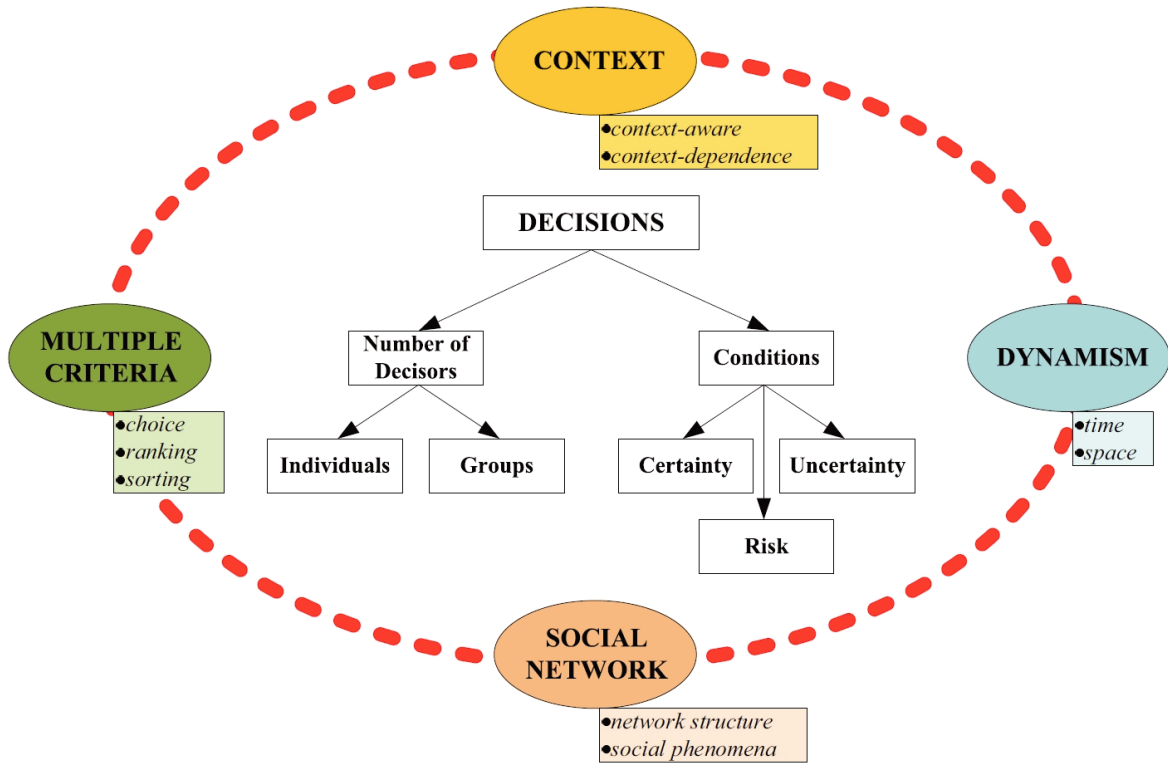 CONTEXT
●context-aware
●context-dependence
DECISIONS
MULTIPLE
CRITERIA
●choice
●ranking
●sorting
Number of
Decisors
Conditions
Individuals
Groups
Certainty
Uncertainty
Risk
DYNAMISM
●time
●space
SOCIAL
NETWORK
●network structure
●social phenomena